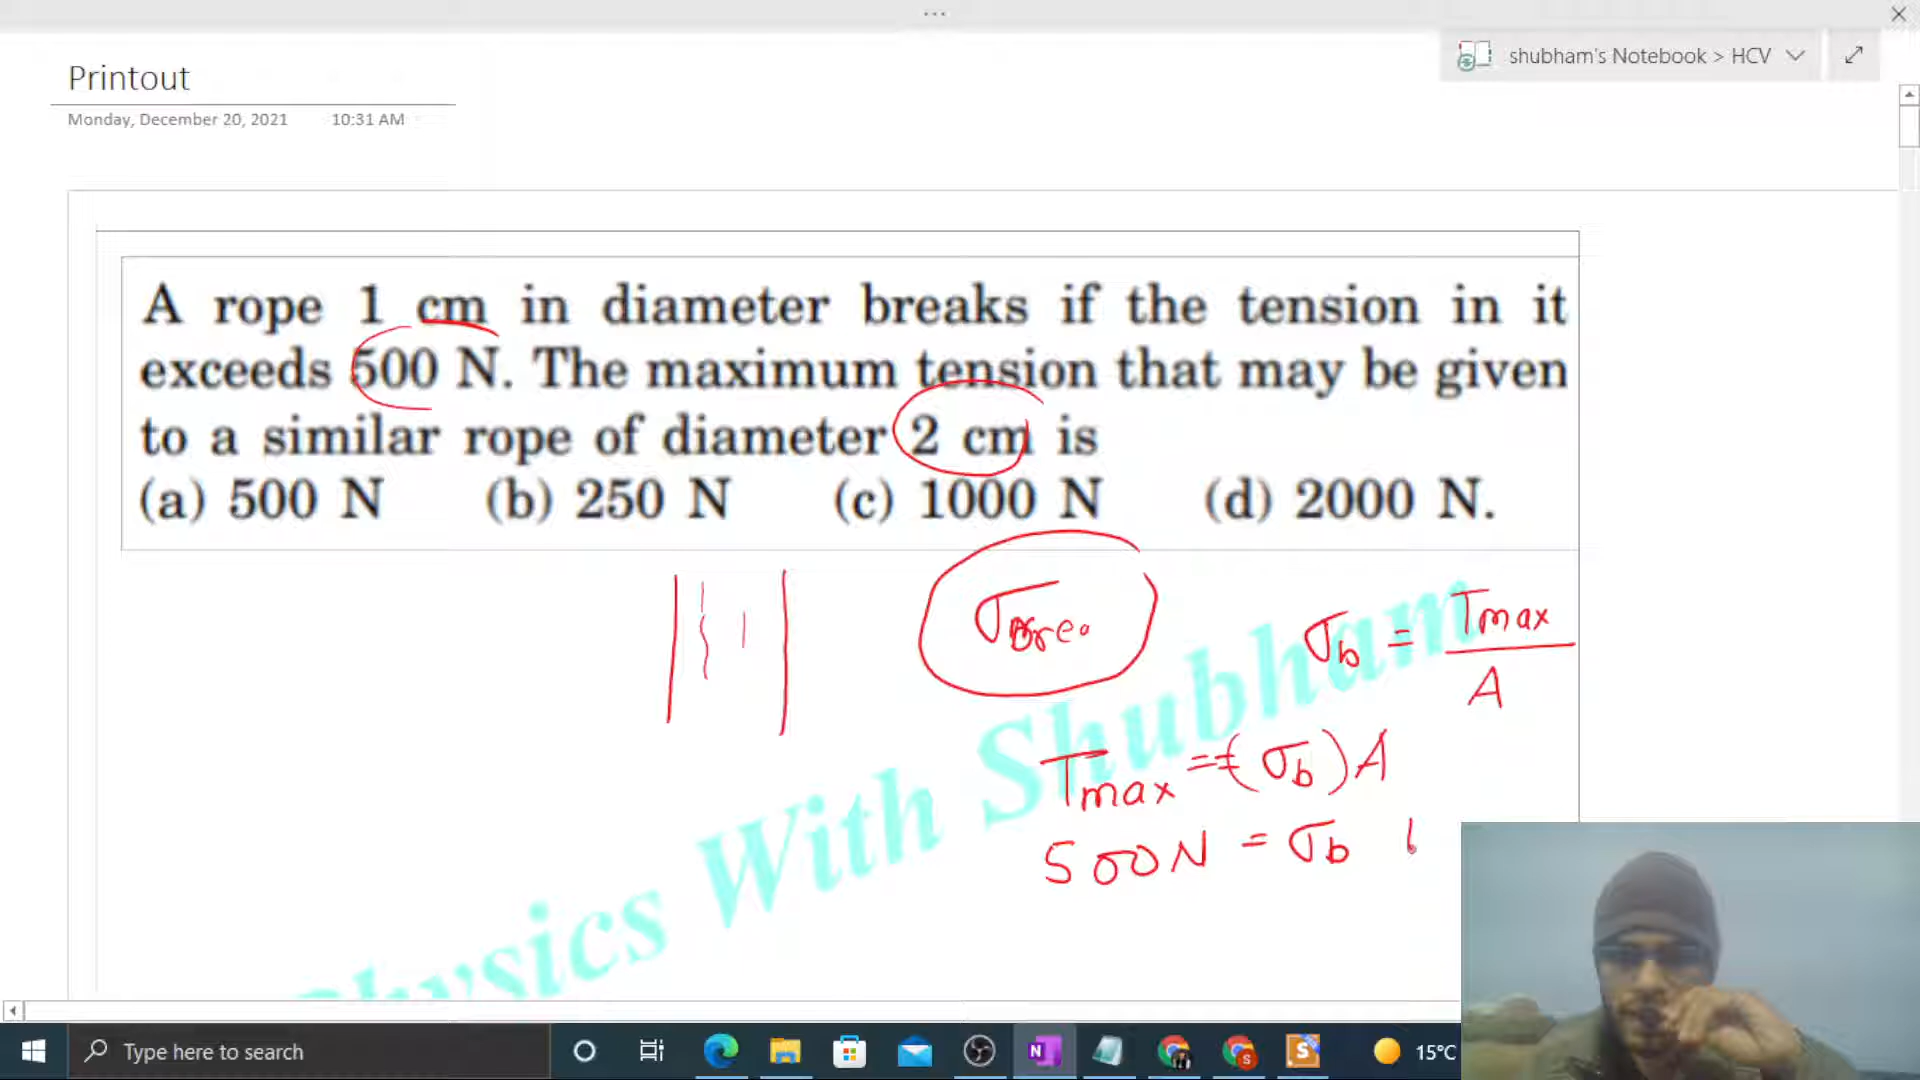 ...
shubham's Notebook > HCV
Printout
Monday, December 20, 2021 10:31 AM
A rope 1 cm in diameter breaks if the tension in it
exceeds 500 N. The maximum tension that may be given
to a similar rope of diameter 2 cm is
(a) 500 N (b) 250 N (c) 1000 N (d) 2000 N.
σb = Tmax
A
Tmax = (σb) A
500N = σb
Physics With Shubham
Type here to search
15°C